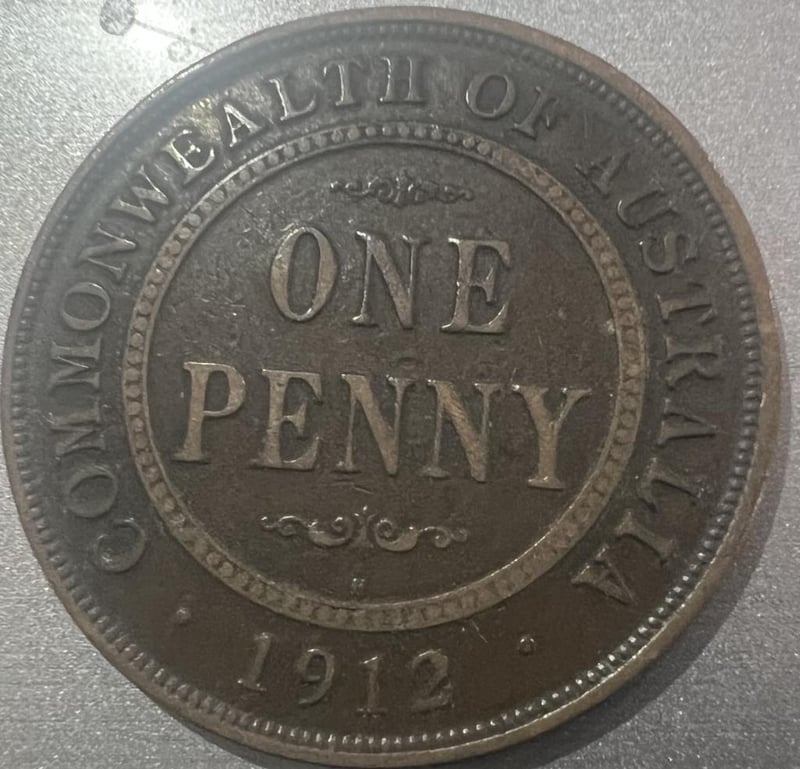 COMMONWEALTH OF AUSTRALIA
ONE
PENNY
H
1912